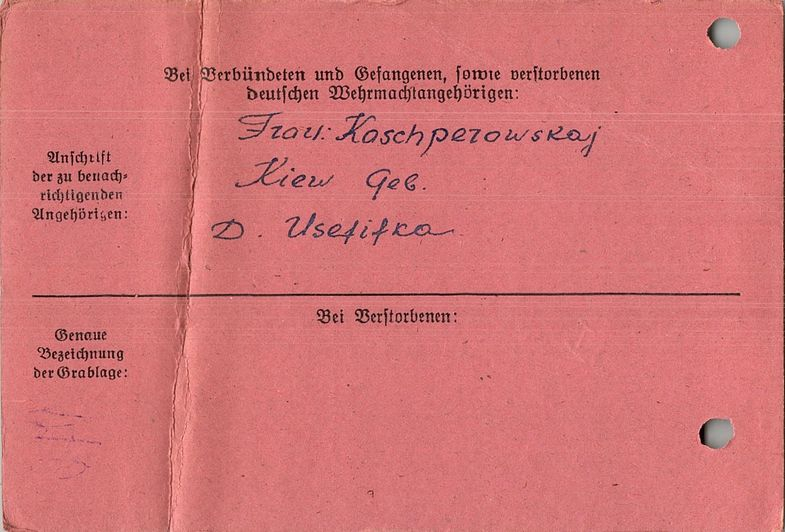 Bei Verbündeten und Gefangenen, sowie verstorbenen
deutschen Wehrmachtangehörigen:
Anschrift
der zu benach-
richtigenden
Angehörigen:
Frau: Kaschperowskaj
Kiew Geb.
D. Usefifka
Bei Verstorbenen:
Genaue
Bezeichnung
der Grablage: